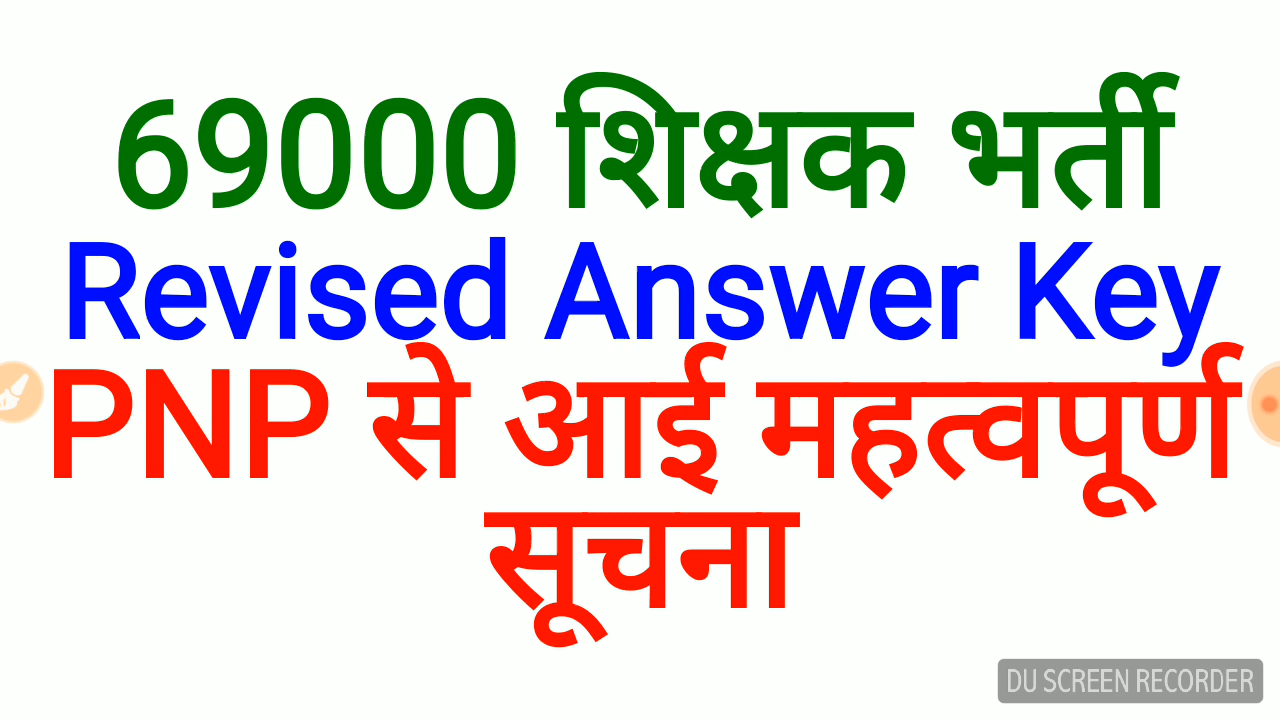 69000 शिक्षक भर्ती
Revised Answer Key
PNP से आई महत्वपूर्ण
सूचना
DU SCREEN RECORDER